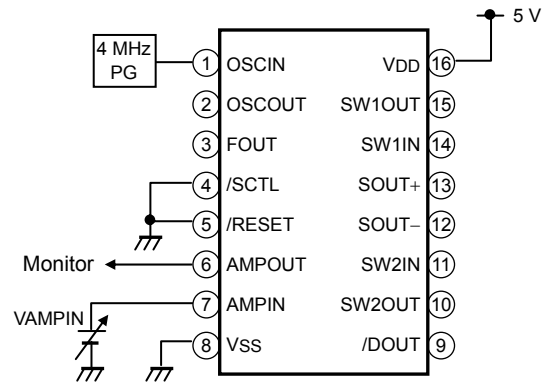 5 V
4 MHz
PG
1 OSCIN
VDD 16
2 OSCOUT
SW1OUT 15
3 FOUT
SW1IN 14
4 /SCTL
SOUT+ 13
5 /RESET
SOUT− 12
Monitor
6 AMPOUT
SW2IN 11
VAMPIN
7 AMPIN
SW2OUT 10
8 VSS
/DOUT 9